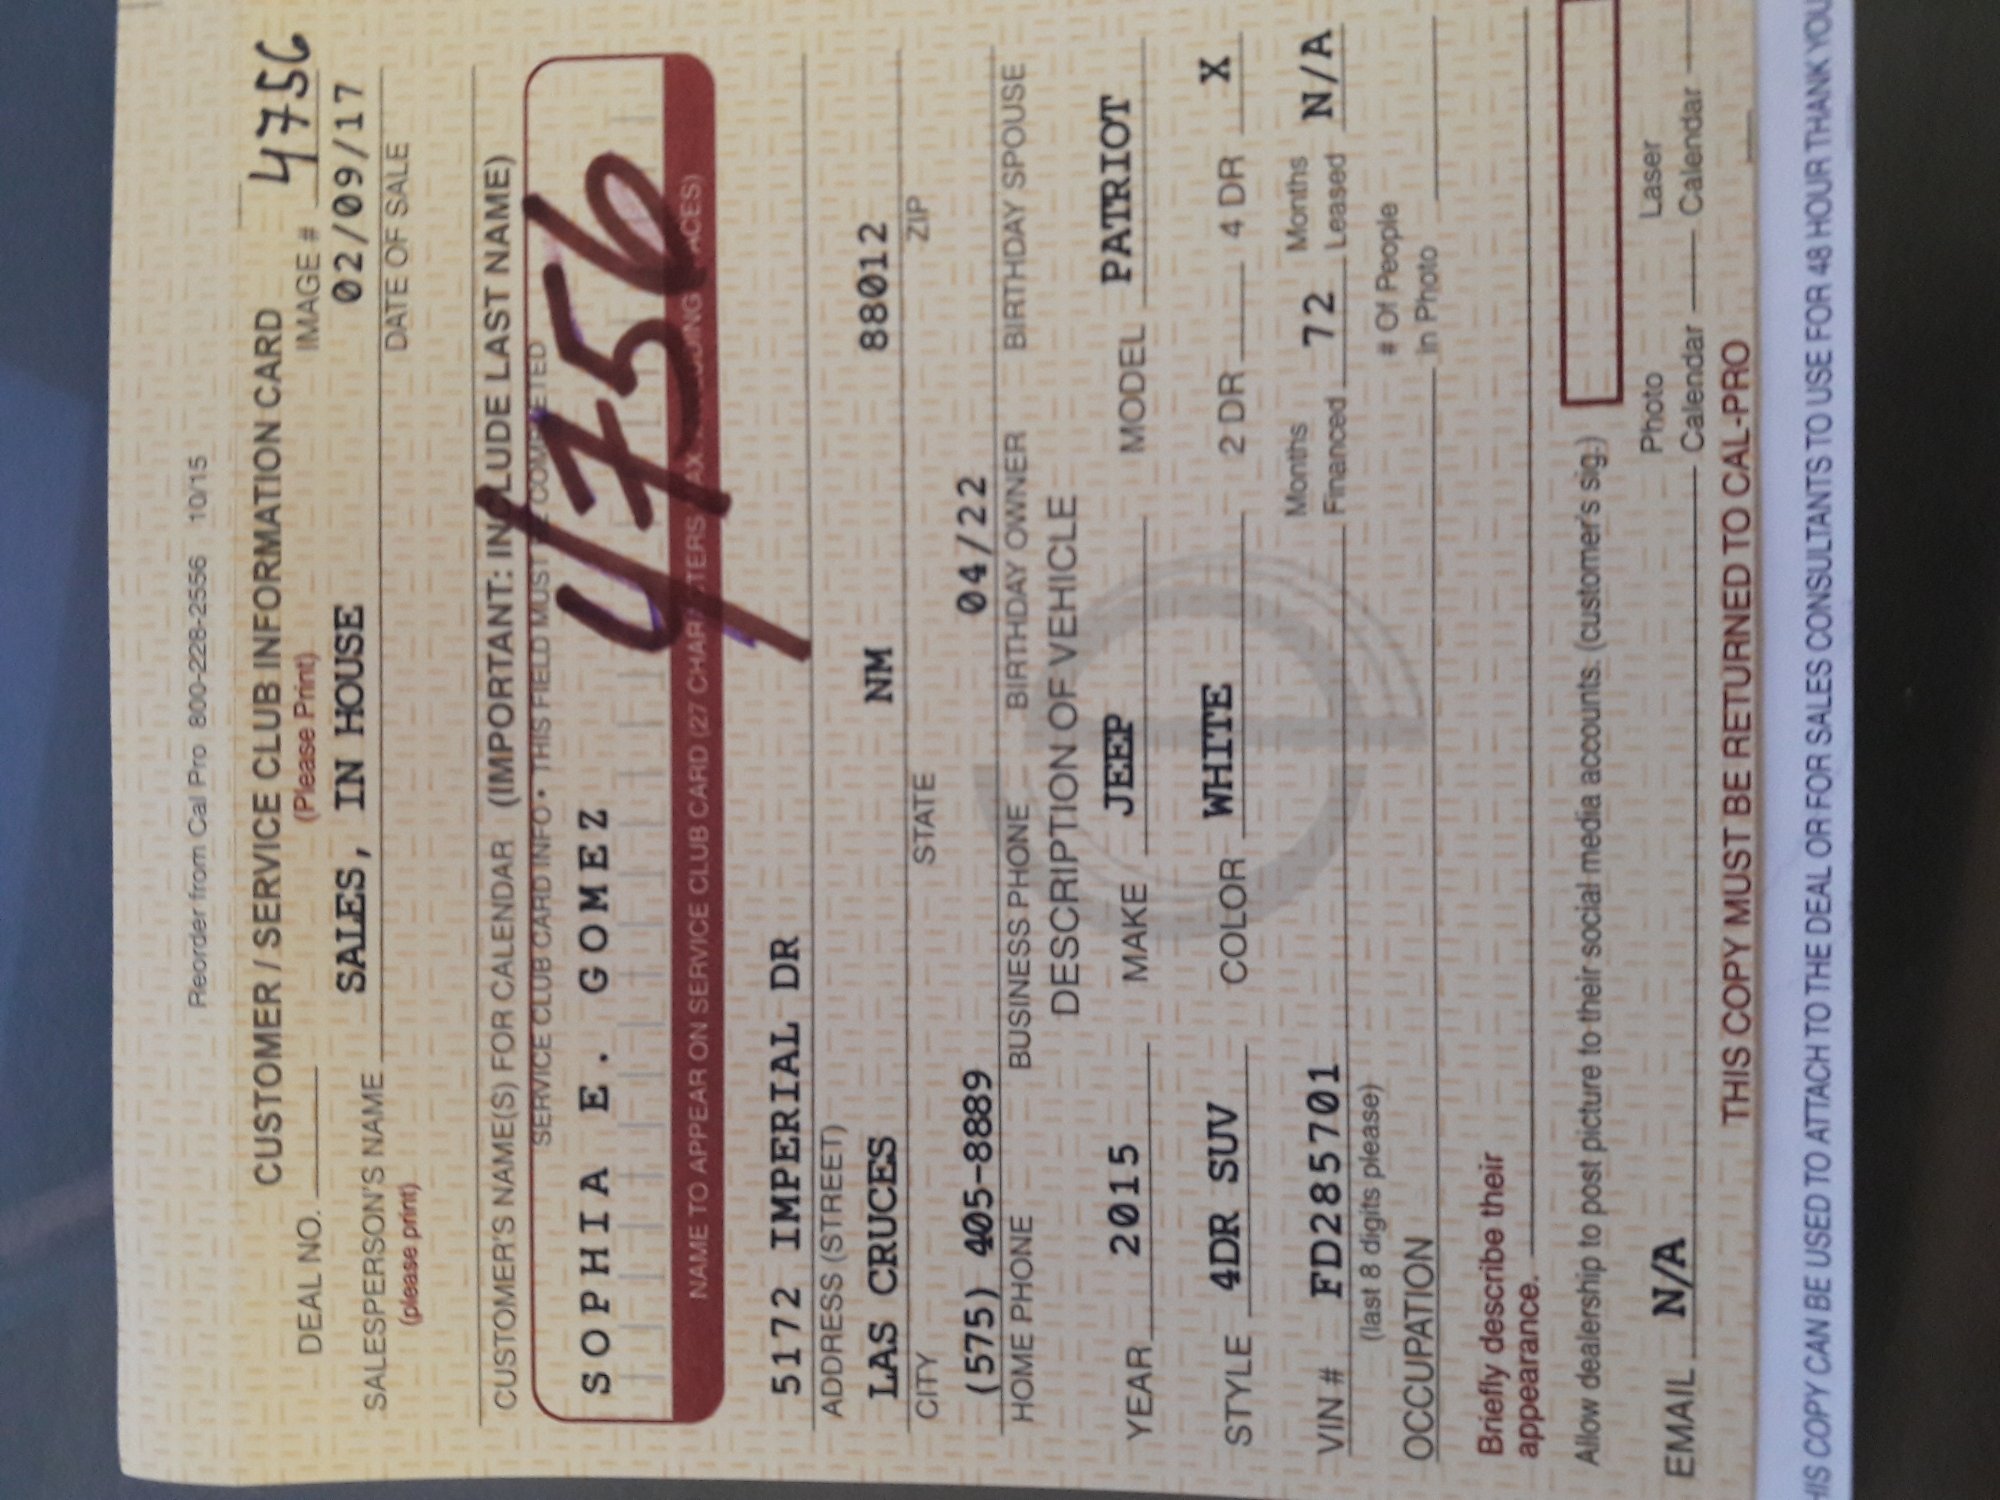 Reorder from Cal Pro 800-228-2556 10/15
CUSTOMER / SERVICE CLUB INFORMATION CARD
(Please Print)
DEAL NO. IMAGE # 4756
SALESPERSON'S NAME SALES, IN HOUSE 02/09/17
(please print) DATE OF SALE
CUSTOMER'S NAME(S) FOR CALENDAR (IMPORTANT: INCLUDE LAST NAME)
SERVICE CLUB CARD INFO • THIS FIELD MUST BE COMPLETED
SOPHIA E. GOMEZ
4756
NAME TO APPEAR ON SERVICE CLUB CARD (27 CHARACTERS MAX INCLUDING SPACES)
5172 IMPERIAL DR
ADDRESS (STREET)
LAS CRUCES NM 88012
CITY STATE ZIP
(575) 405-8889 04/22
HOME PHONE BUSINESS PHONE BIRTHDAY OWNER BIRTHDAY SPOUSE
DESCRIPTION OF VEHICLE
YEAR 2015 MAKE JEEP MODEL PATRIOT
STYLE 4DR SUV COLOR WHITE 2 DR 4 DR X
VIN # FD285701 Months Financed 72 Months Leased N/A
(last 8 digits please)
OCCUPATION # Of People in Photo
Briefly describe their
appearance.
Allow dealership to post picture to their social media accounts. (customer's sig.)
EMAIL N/A Photo Calendar Laser Calendar
THIS COPY MUST BE RETURNED TO CAL-PRO
HIS COPY CAN BE USED TO ATTACH TO THE DEAL OR FOR SALES CONSULTANTS TO USE FOR 48 HOUR THANK YOU